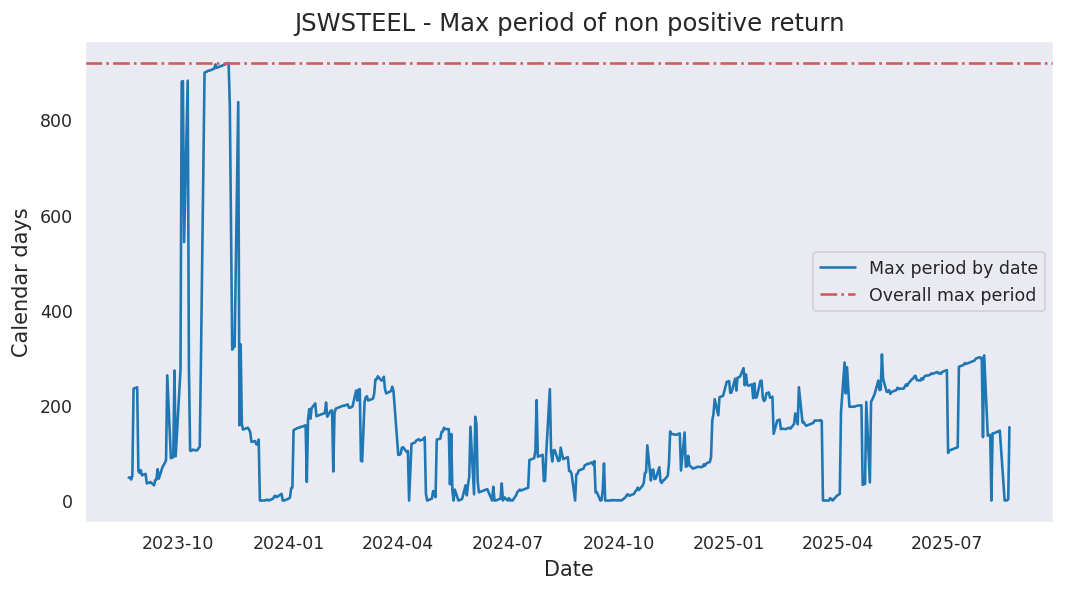 JSWSTEEL - Max period of non positive return
Calendar days
800
600
400
200
0
Max period by date
Overall max period
2023-10
2024-01
2024-04
2024-07
2024-10
2025-01
2025-04
2025-07
Date